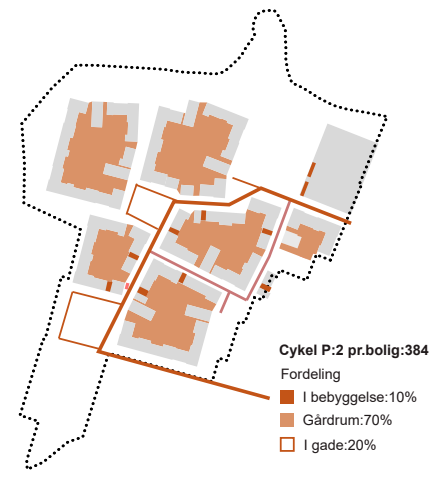 Cykel P:2 pr.bolig:384
Fordeling
I bebyggelse:10%
Gårdrum:70%
I gade:20%